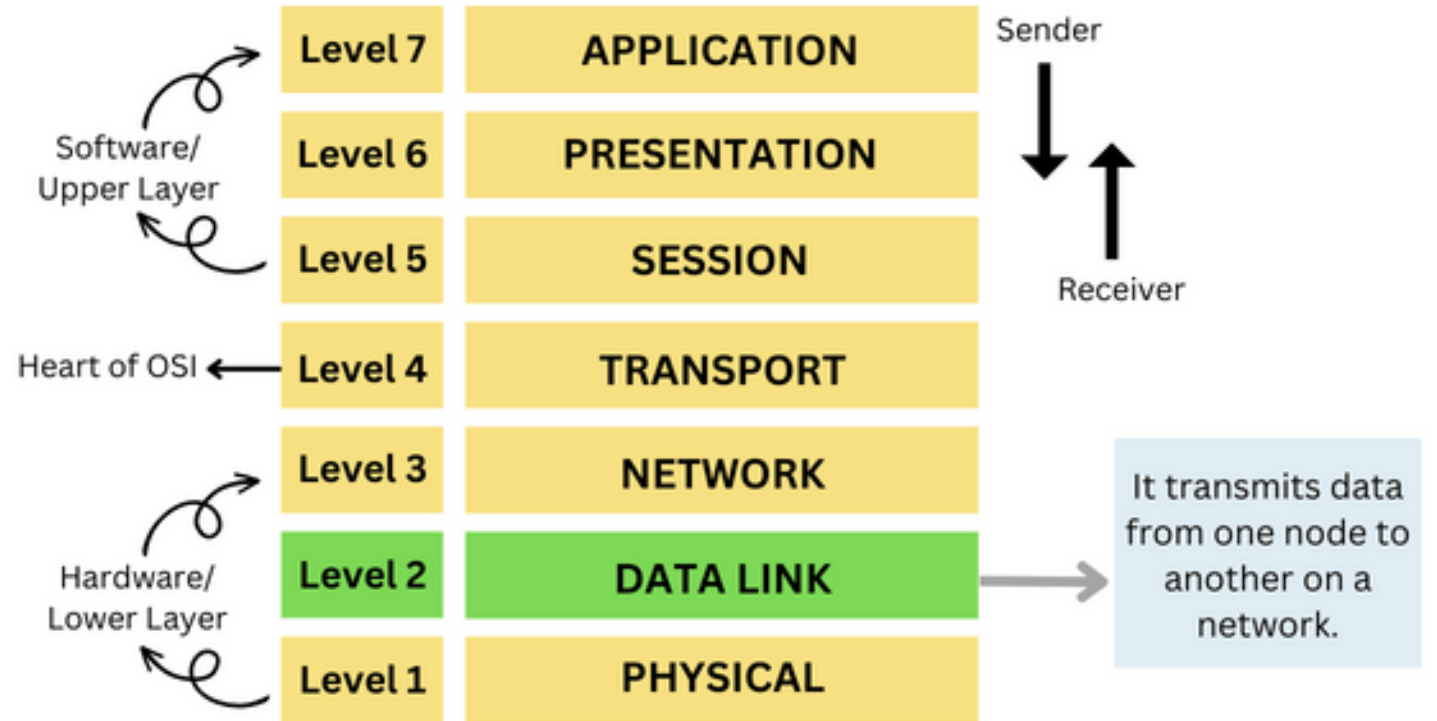 Level 7 APPLICATION
Sender
Level 6 PRESENTATION
Software/
Upper Layer
Level 5 SESSION
Receiver
Heart of OSI
Level 4 TRANSPORT
Level 3 NETWORK
Level 2 DATA LINK
Hardware/
Lower Layer
Level 1 PHYSICAL
It transmits data
from one node to
another on a
network.